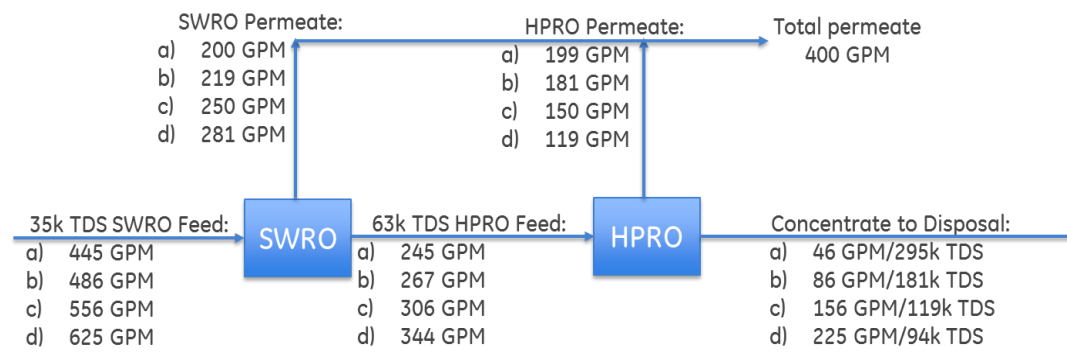 SWRO Permeate:
a) 200 GPM
b) 219 GPM
c) 250 GPM
d) 281 GPM
HPRO Permeate:
a) 199 GPM
b) 181 GPM
c) 150 GPM
d) 119 GPM
Total permeate
400 GPM
35k TDS SWRO Feed:
a) 445 GPM
b) 486 GPM
c) 556 GPM
d) 625 GPM
SWRO
63k TDS HPRO Feed:
a) 245 GPM
b) 267 GPM
c) 306 GPM
d) 344 GPM
HPRO
Concentrate to Disposal:
a) 46 GPM/295k TDS
b) 86 GPM/181k TDS
c) 156 GPM/119k TDS
d) 225 GPM/94k TDS